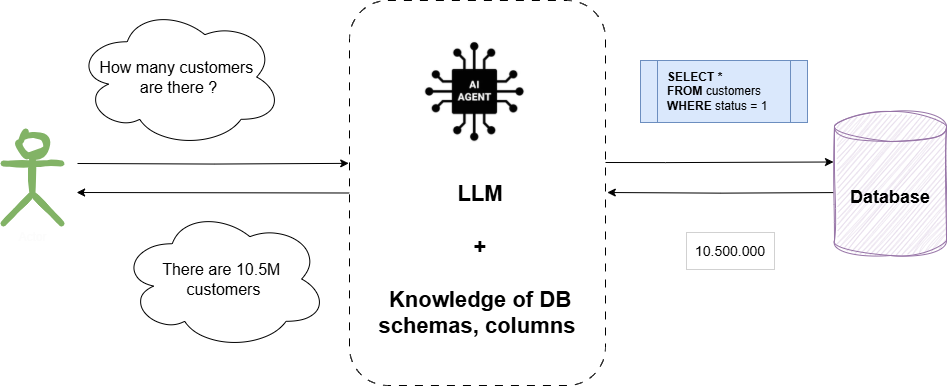 How many customers
are there ?
AI
AGENT
SELECT *
FROM customers
WHERE status = 1
LLM
+
Knowledge of DB
schemas, columns
Database
There are 10.5M
customers
10.500.000